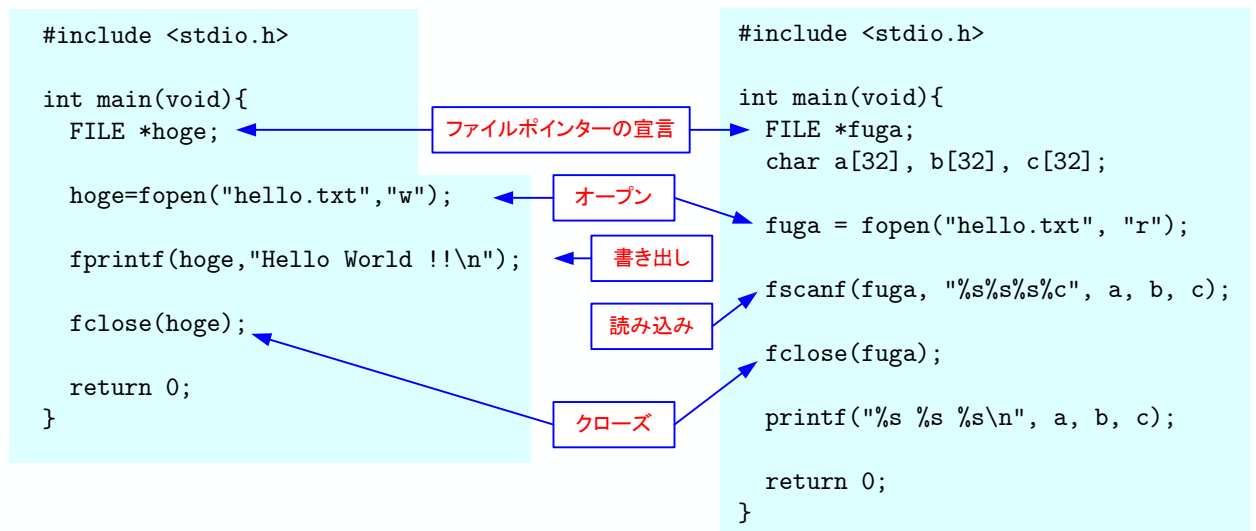 #include <stdio.h>
int main(void){
FILE *hoge;
hoge=fopen("hello.txt","w");
fprintf(hoge,"Hello World !!\n");
fclose(hoge);
return 0;
}
ファイルポインターの宣言
オープン
書き出し
読み込み
クローズ
#include <stdio.h>
int main(void){
FILE *fuga;
char a[32], b[32], c[32];
fuga = fopen("hello.txt", "r");
fscanf(fuga, "%s%s%s%c", a, b, c);
fclose(fuga);
printf("%s %s %s\n", a, b, c);
return 0;
}